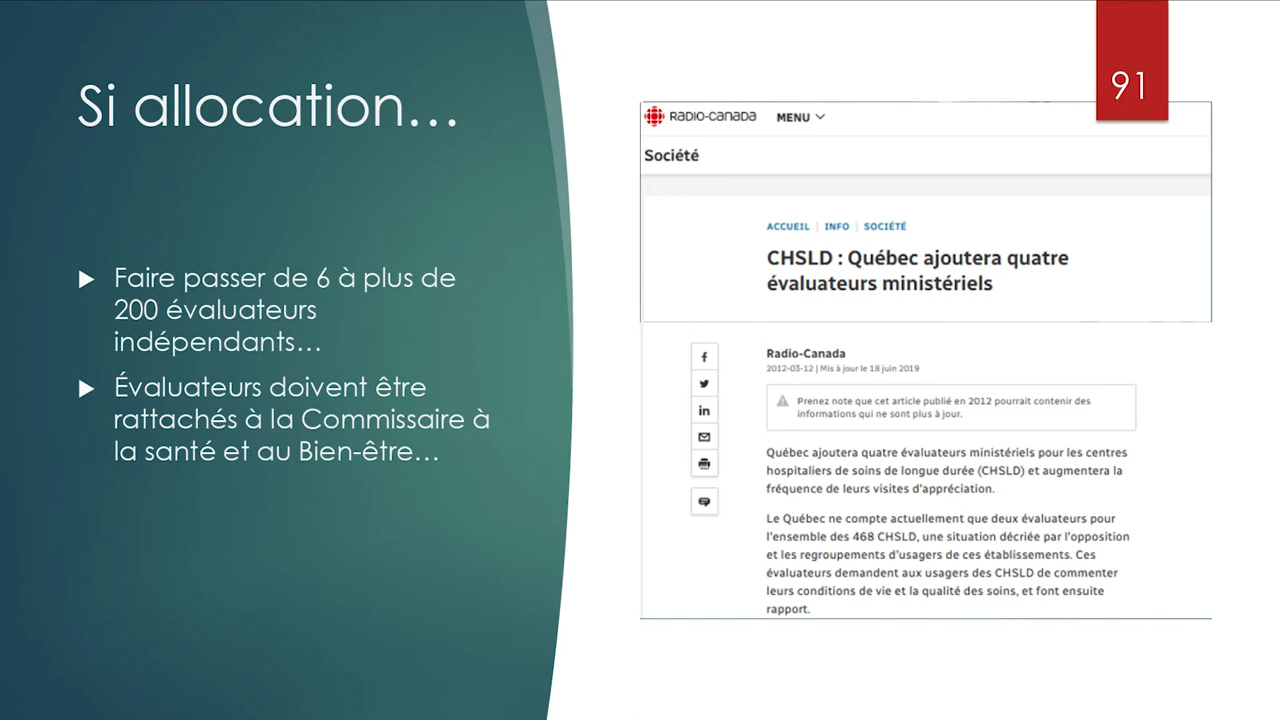 Si allocation…
Faire passer de 6 à plus de
200 évaluateurs
indépendants…
Évaluateurs doivent être
rattachés à la Commissaire à
la santé et au Bien-être…
91
RADIO-CANADA MENU
Société
ACCUEIL | INFO | SOCIÉTÉ
CHSLD : Québec ajoutera quatre
évaluateurs ministériels
Radio-Canada
2012-03-12 | Mis à jour le 18 juin 2019
Prenez note que cet article publié en 2012 pourrait contenir des
informations qui ne sont plus à jour.
Québec ajoutera quatre évaluateurs ministériels pour les centres
hospitaliers de soins de longue durée (CHSLD) et augmentera la
fréquence de leurs visites d'appréciation.
Le Québec ne compte actuellement que deux évaluateurs pour
l'ensemble des 468 CHSLD, une situation décriée par l'opposition
et les regroupements d'usagers de ces établissements. Ces
évaluateurs demandent aux usagers des CHSLD de commenter
leurs conditions de vie et la qualité des soins, et font ensuite
rapport.